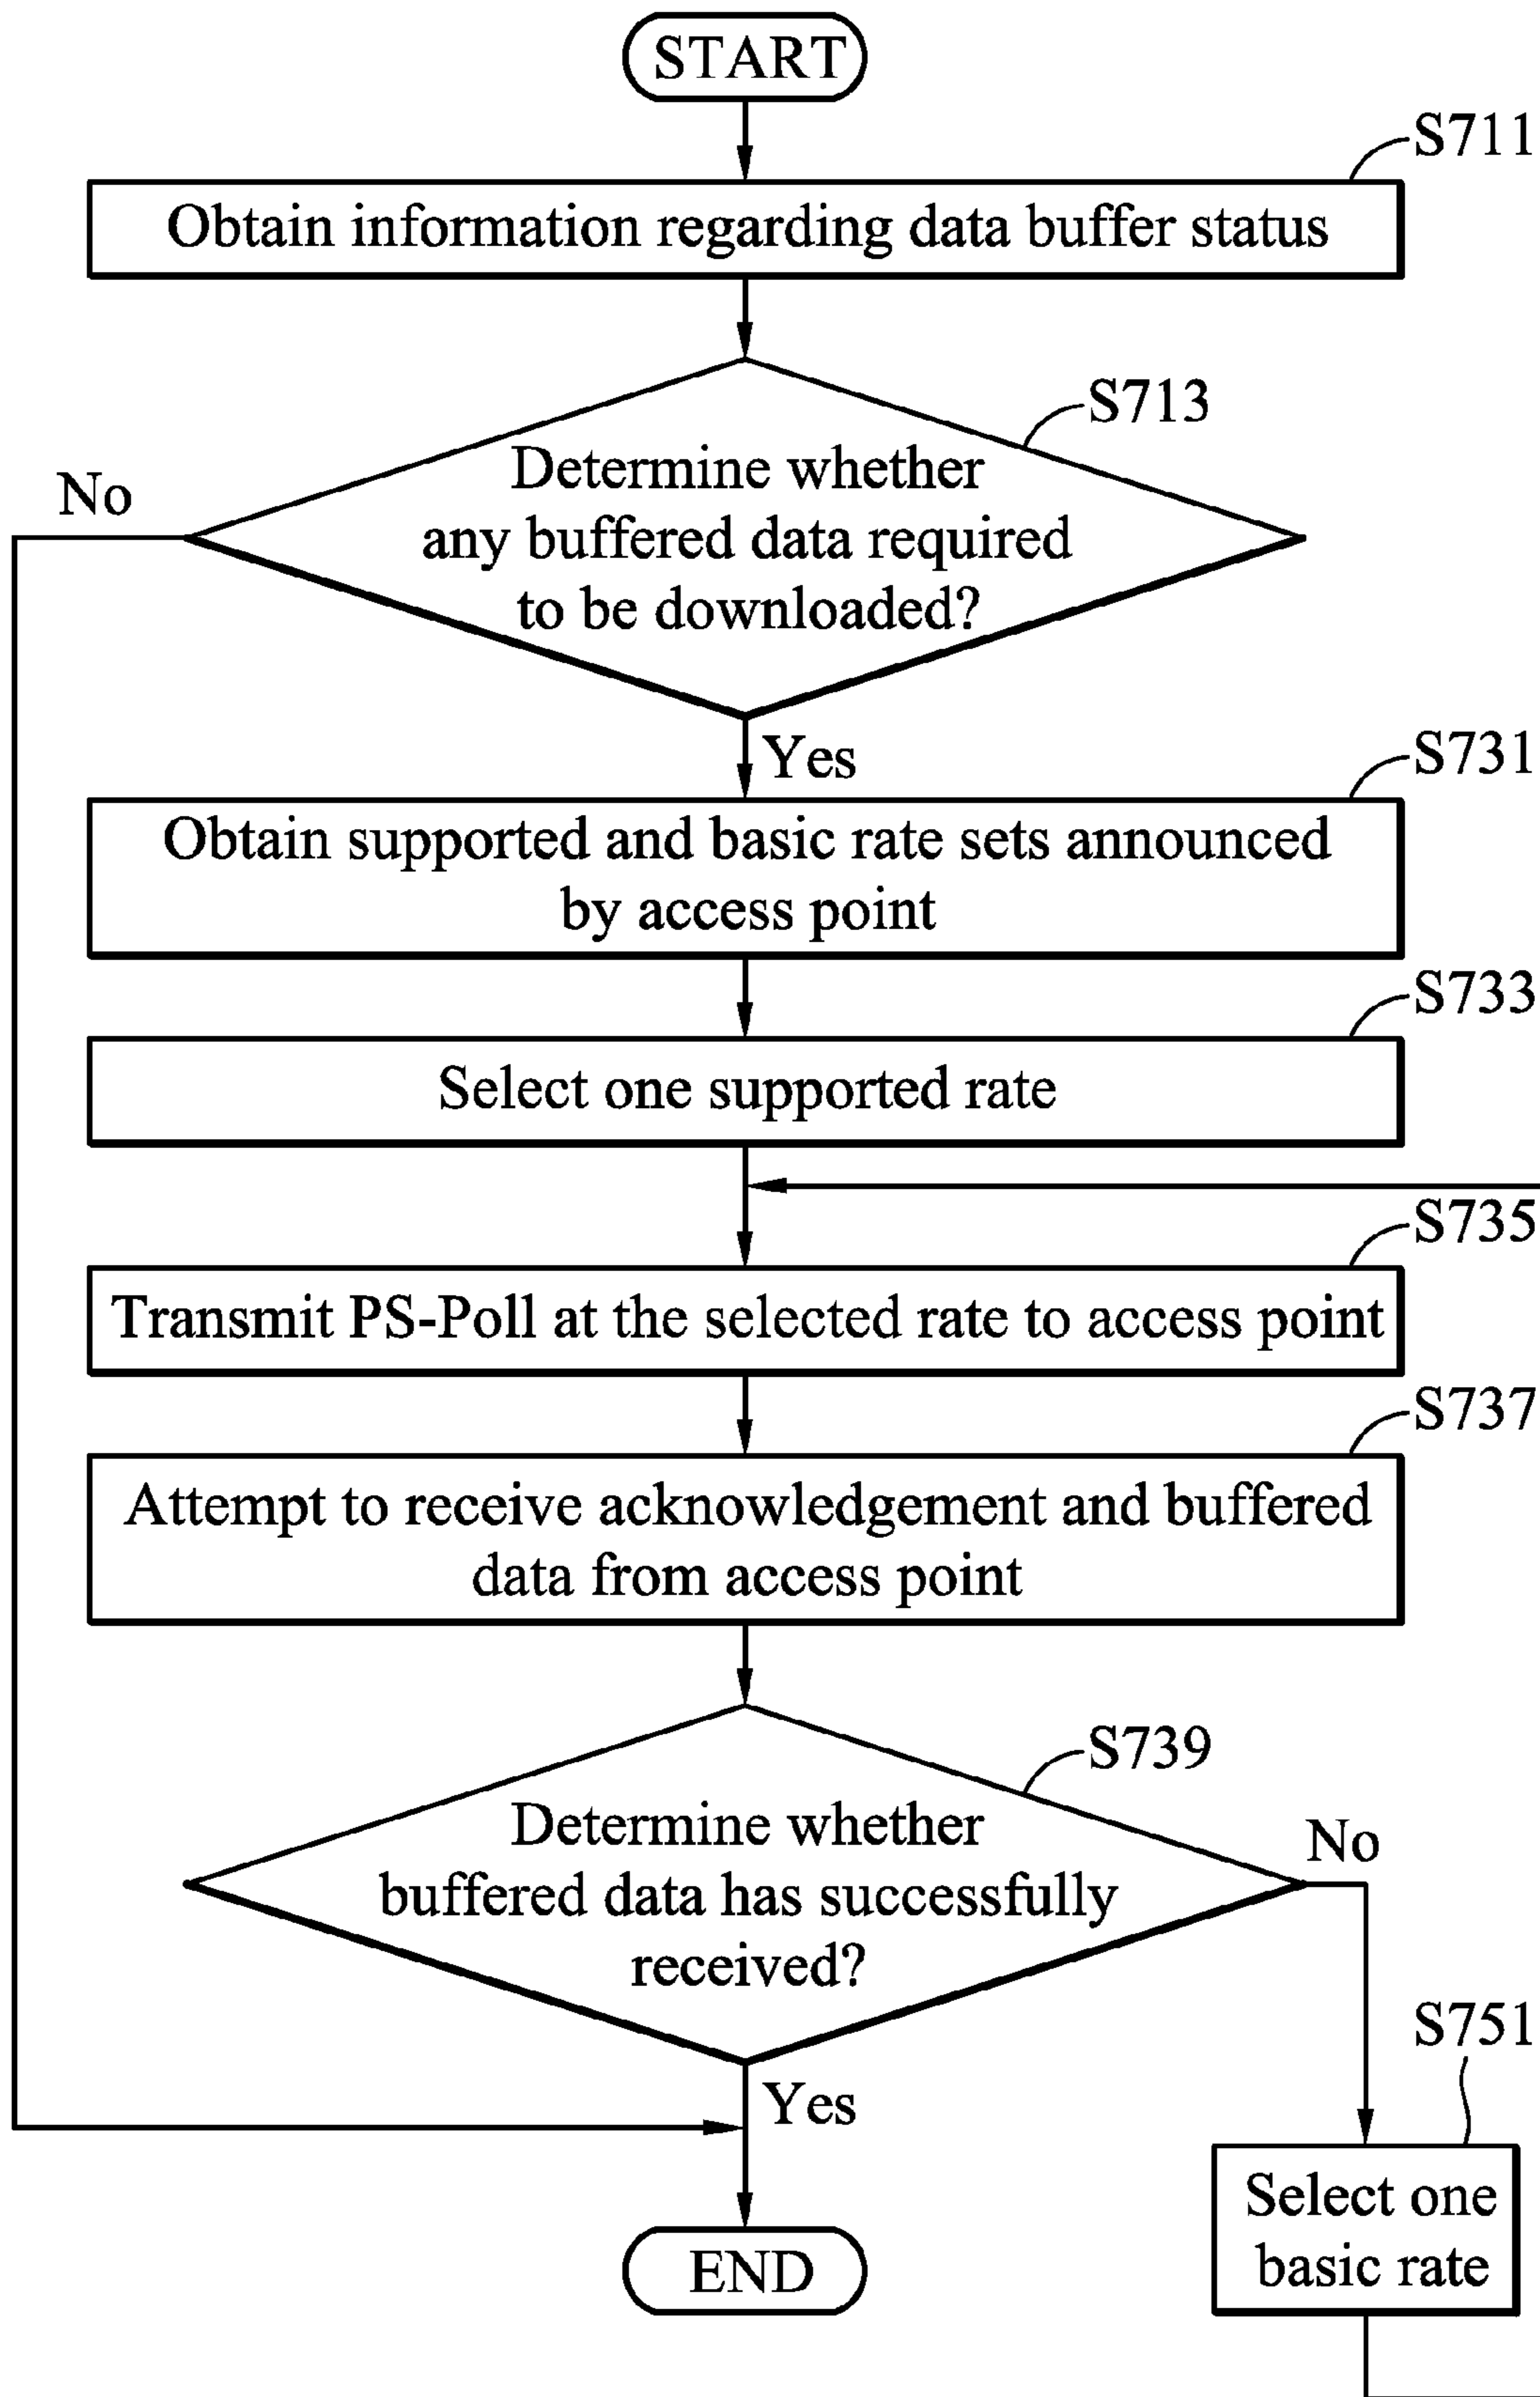 START
S711
Obtain information regarding data buffer status
S713
Determine whether
any buffered data required
to be downloaded?
No
Yes
S731
Obtain supported and basic rate sets announced
by access point
S733
Select one supported rate
S735
Transmit PS-Poll at the selected rate to access point
S737
Attempt to receive acknowledgement and buffered
data from access point
S739
Determine whether
buffered data has successfully
received?
No
Yes
S751
Select one
basic rate
END